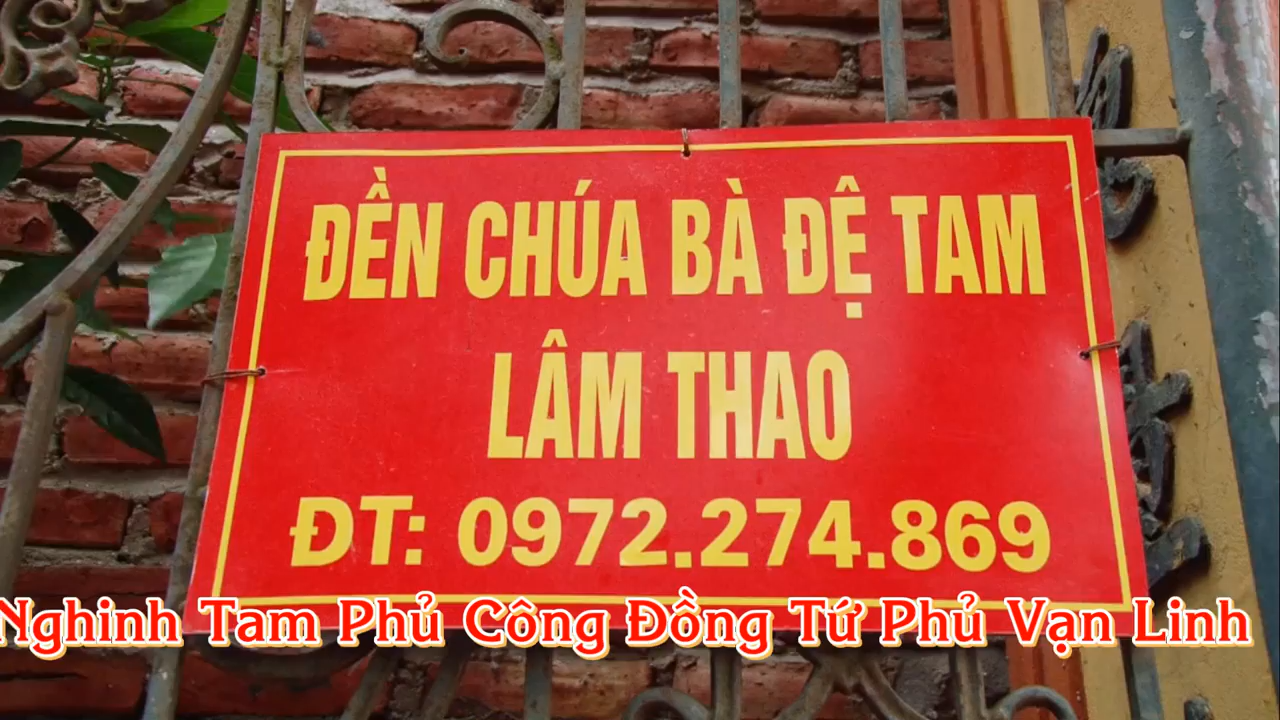 ĐỀN CHÚA BÀ ĐỆ TAM
LÂM THAO
ĐT: 0972.274.869
Nghinh Tam Phủ Công Đồng Tứ Phủ Vạn Linh